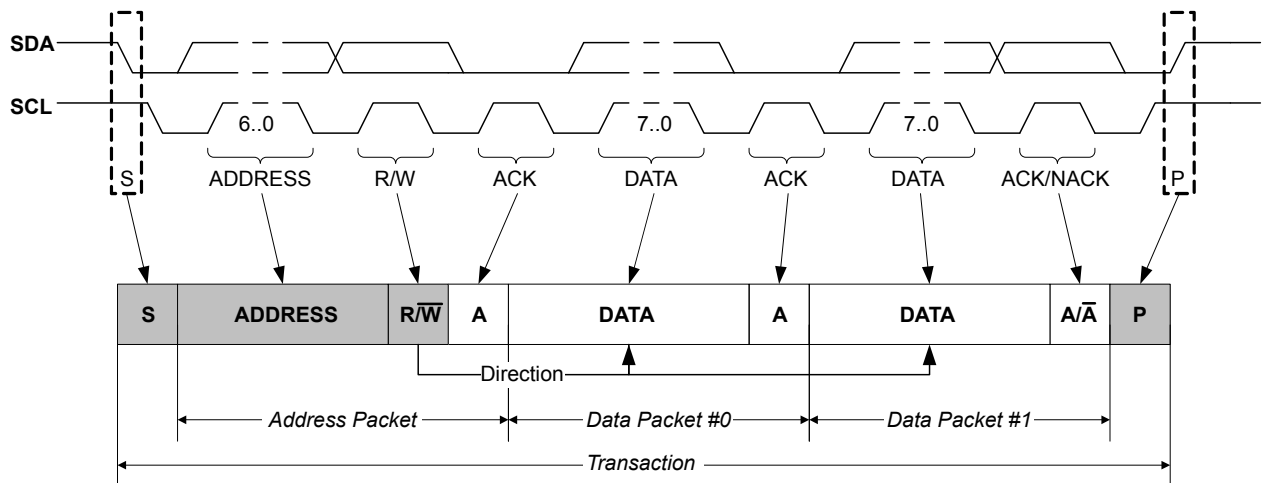 SDA
SCL
6..0 7..0 7..0
S ADDRESS R/W ACK DATA ACK DATA ACK/NACK P
S ADDRESS R/W̅ A DATA A DATA A/A̅ P
Direction
Address Packet Data Packet #0 Data Packet #1
Transaction